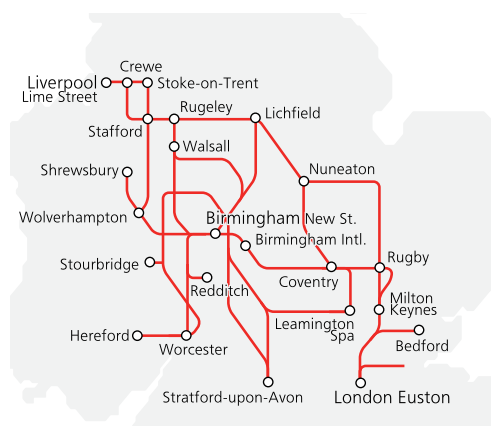 Crewe
Liverpool
Lime Street
Stoke-on-Trent
Rugeley
Lichfield
Stafford
Walsall
Shrewsbury
Nuneaton
Wolverhampton
Birmingham New St.
Birmingham Intl.
Stourbridge
Rugby
Coventry
Redditch
Milton
Keynes
Leamington
Spa
Hereford
Worcester
Bedford
Stratford-upon-Avon
London Euston